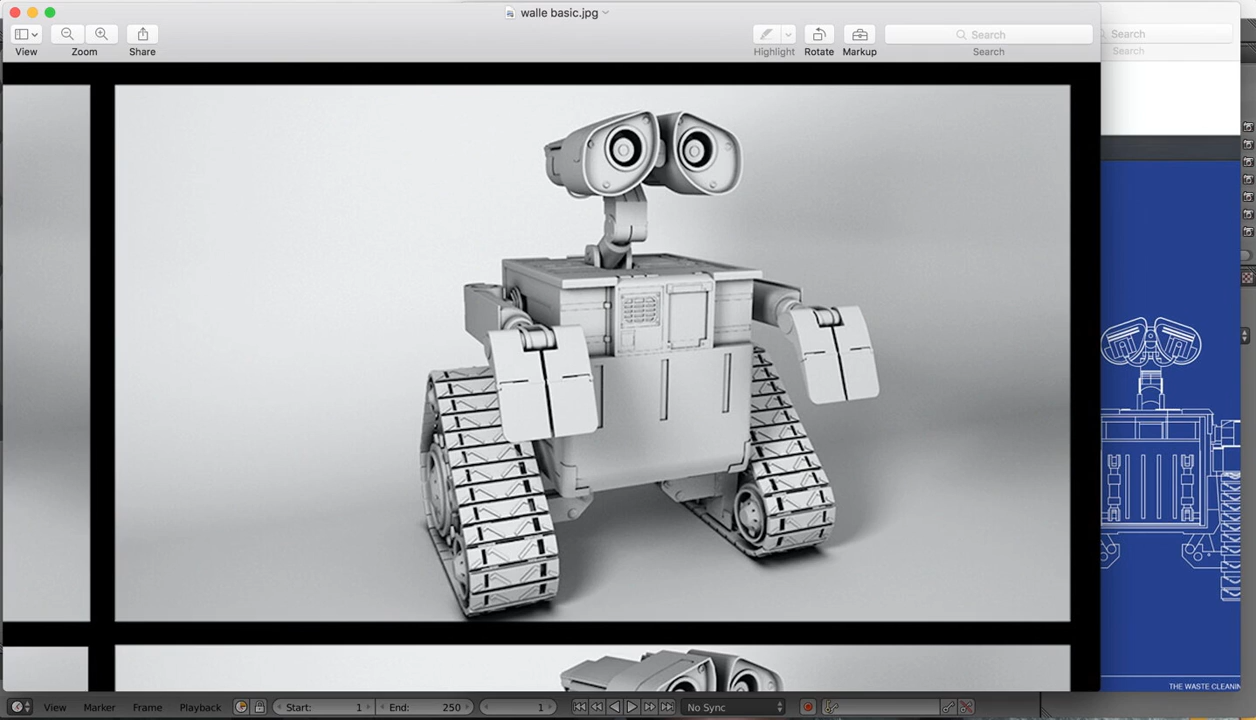 walle basic.jpg
Search
View
Zoom
Share
Highlight
Rotate
Markup
Search
Search
Search
THE WASTE CLEANIN
View
Marker
Frame
Playback
Start: 1
End: 250
1
No Sync